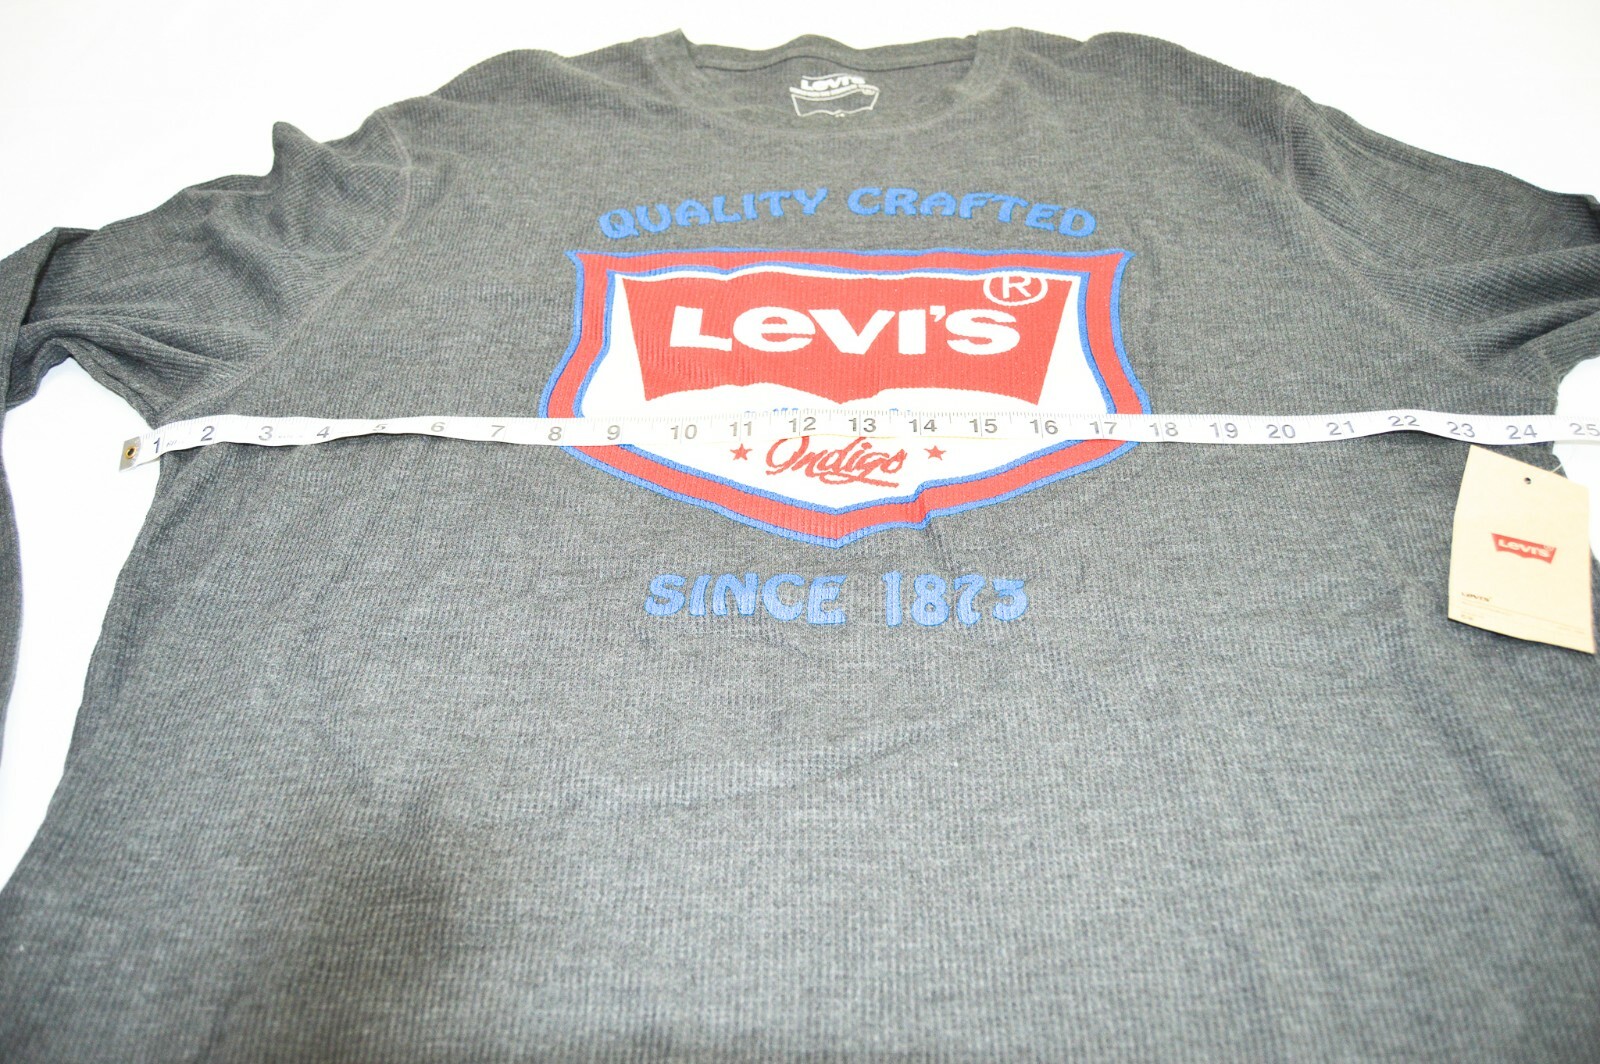 Levi's
QUALITY CRAFTED
Levi's ®
Indigo
SINCE 1873
1 2 3 4 5 6 7 8 9 10 11 12 13 14 15 16 17 18 19 20 21 22 23 24 25
Levi's
Levi's